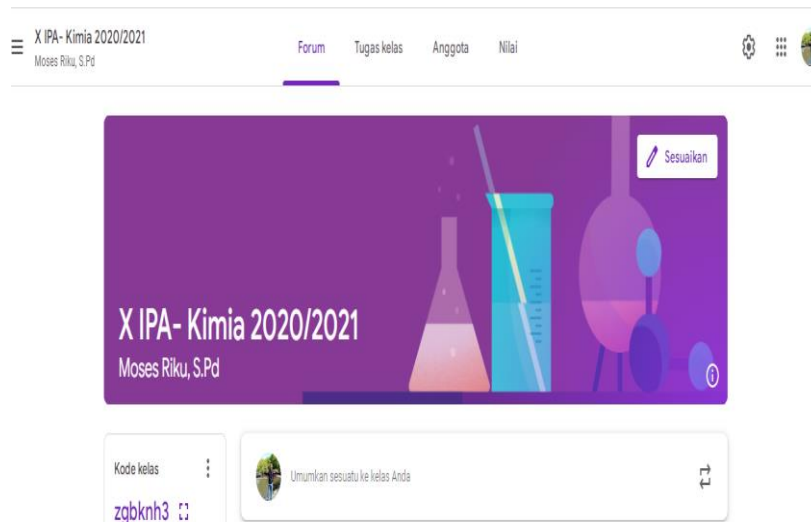 X IPA- Kimia 2020/2021
Moses Riku, S.Pd
Forum Tugas kelas Anggota Nilai
Sesuaikan
X IPA- Kimia 2020/2021
Moses Riku, S.Pd
Kode kelas
zgbknh3
Umumkan sesuatu ke kelas Anda